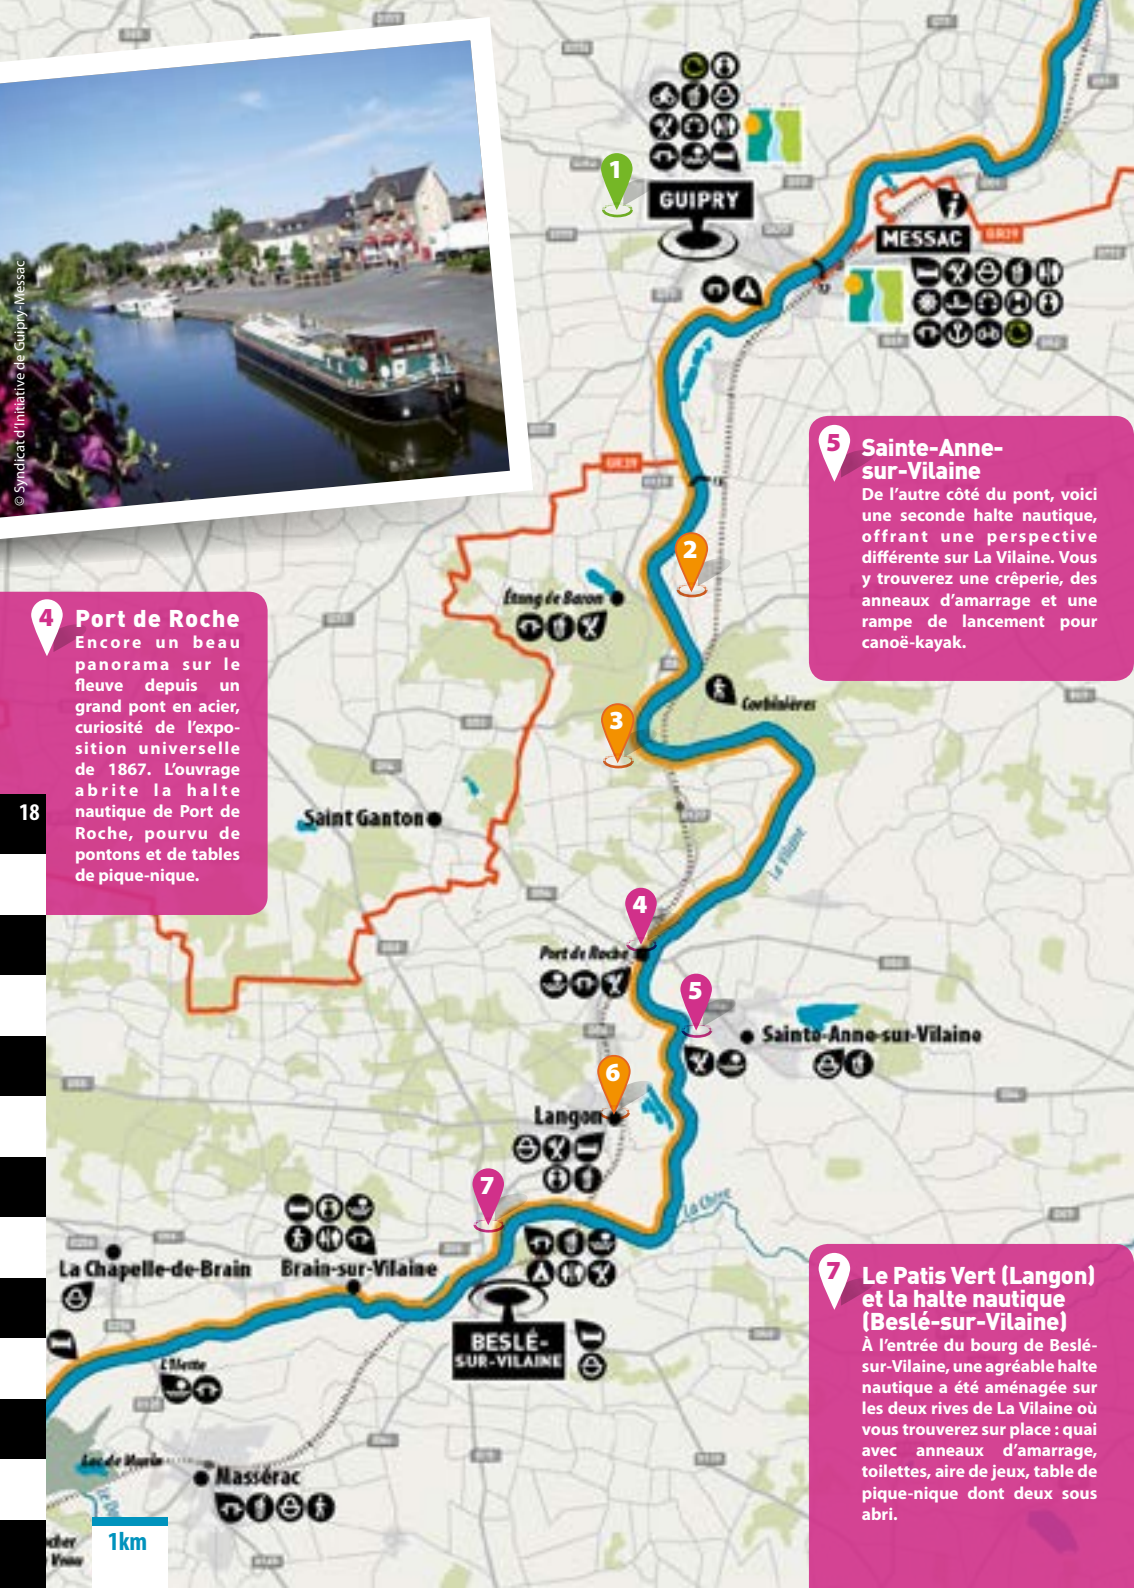 © Syndicat d'Initiative de Guipry-Messac
1
GUIPRY
MESSAC
GR39
GR39
5
Sainte-Anne-
sur-Vilaine
De l'autre côté du pont, voici
une seconde halte nautique,
offrant une perspective
différente sur La Vilaine. Vous
y trouverez une crêperie, des
anneaux d'amarrage et une
rampe de lancement pour
canoë-kayak.
2
Étang de Baron
4
Port de Roche
Encore un beau
panorama sur le
fleuve depuis un
grand pont en acier,
curiosité de l'expo-
sition universelle
de 1867. L'ouvrage
abrite la halte
nautique de Port de
Roche, pourvu de
pontons et de tables
de pique-nique.
18
Corbinières
3
Saint Ganton
La Vilaine
4
Port de Roche
5
Sainte-Anne-sur-Vilaine
6
Langon
7
La Chère
La Chapelle-de-Brain
Brain-sur-Vilaine
BESLÉ-
SUR-VILAINE
7
Le Patis Vert (Langon)
et la halte nautique
(Beslé-sur-Vilaine)
À l'entrée du bourg de Beslé-
sur-Vilaine, une agréable halte
nautique a été aménagée sur
les deux rives de La Vilaine où
vous trouverez sur place : quai
avec anneaux d'amarrage,
toilettes, aire de jeux, table de
pique-nique dont deux sous
abri.
Lac de Murin
Massérac
1km